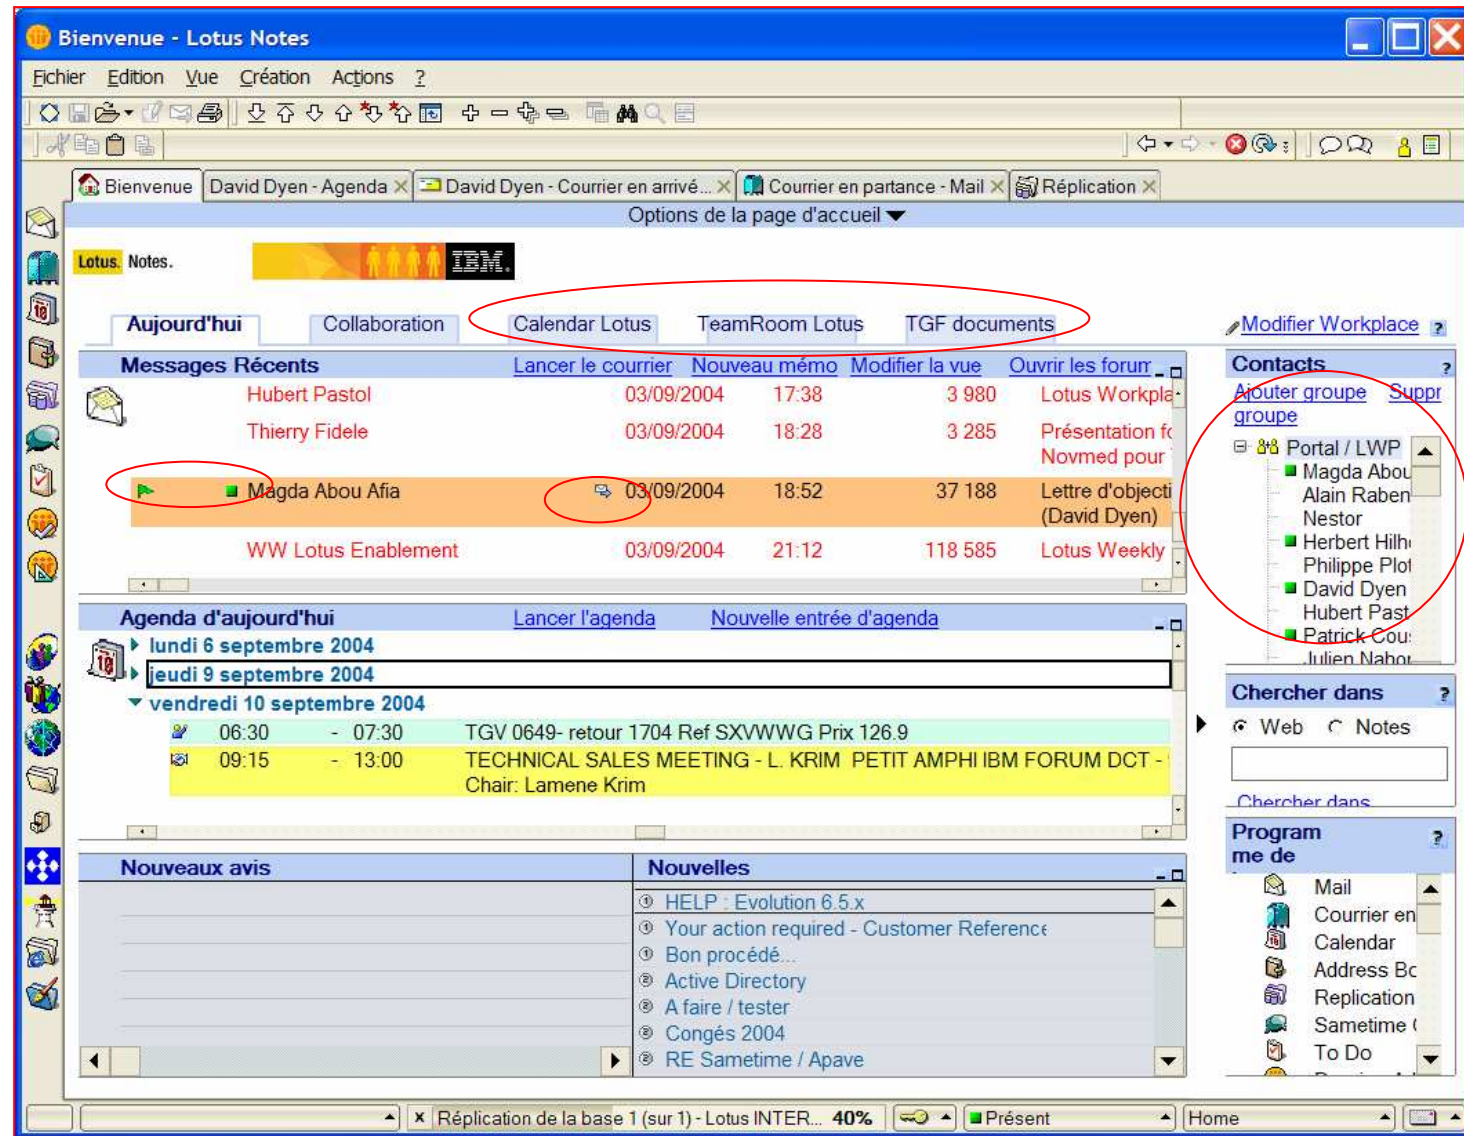 Bienvenue - Lotus Notes
Fichier Edition Vue Création Actions ?
Bienvenue David Dyen - Agenda David Dyen - Courrier en arrivé... Courrier en partance - Mail Réplication
Options de la page d'accueil
Lotus. Notes. IBM.
Aujourd'hui Collaboration Calendar Lotus TeamRoom Lotus TGF documents Modifier Workplace ?
Messages Récents Lancer le courrier Nouveau mémo Modifier la vue Ouvrir les forum
Hubert Pastol 03/09/2004 17:38 3 980 Lotus Workpla
Thierry Fidele 03/09/2004 18:28 3 285 Présentation fo
Novmed pour
Magda Abou Afia 03/09/2004 18:52 37 188 Lettre d'objecti
(David Dyen)
WW Lotus Enablement 03/09/2004 21:12 118 585 Lotus Weekly
Agenda d'aujourd'hui Lancer l'agenda Nouvelle entrée d'agenda
lundi 6 septembre 2004
jeudi 9 septembre 2004
vendredi 10 septembre 2004
06:30 - 07:30 TGV 0649- retour 1704 Ref SXVWWG Prix 126.9
09:15 - 13:00 TECHNICAL SALES MEETING - L. KRIM PETIT AMPHI IBM FORUM DCT -
Chair: Lamene Krim
Nouveaux avis
Nouvelles
HELP : Evolution 6.5.x
Your action required - Customer Reference
Bon procédé...
Active Directory
A faire / tester
Congés 2004
RE Sametime / Apave
Contacts ?
Ajouter groupe Suppr
groupe
Portal / LWP
Magda Abou
Alain Raben
Nestor
Herbert Hilh
Philippe Plot
David Dyen
Hubert Past
Patrick Cou
Julien Nahor
Chercher dans ?
Web Notes
Chercher dans
Program ?
me de
Mail
Courrier en
Calendar
Address Bo
Replication
Sametime (
To Do
Réplication de la base 1 (sur 1) - Lotus INTER... 40% Présent Home